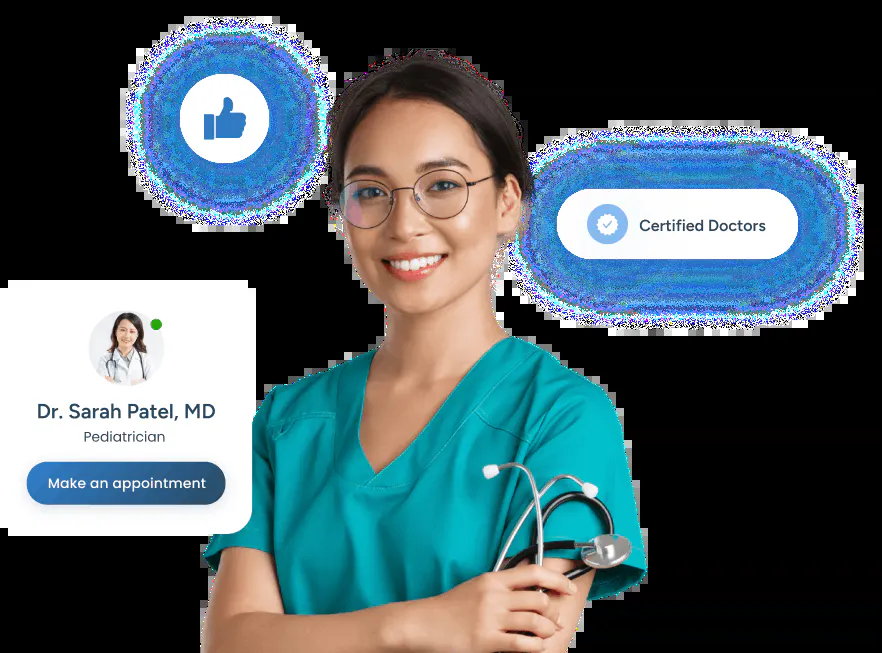 Certified Doctors
Dr. Sarah Patel, MD
Pediatrician
Make an appointment